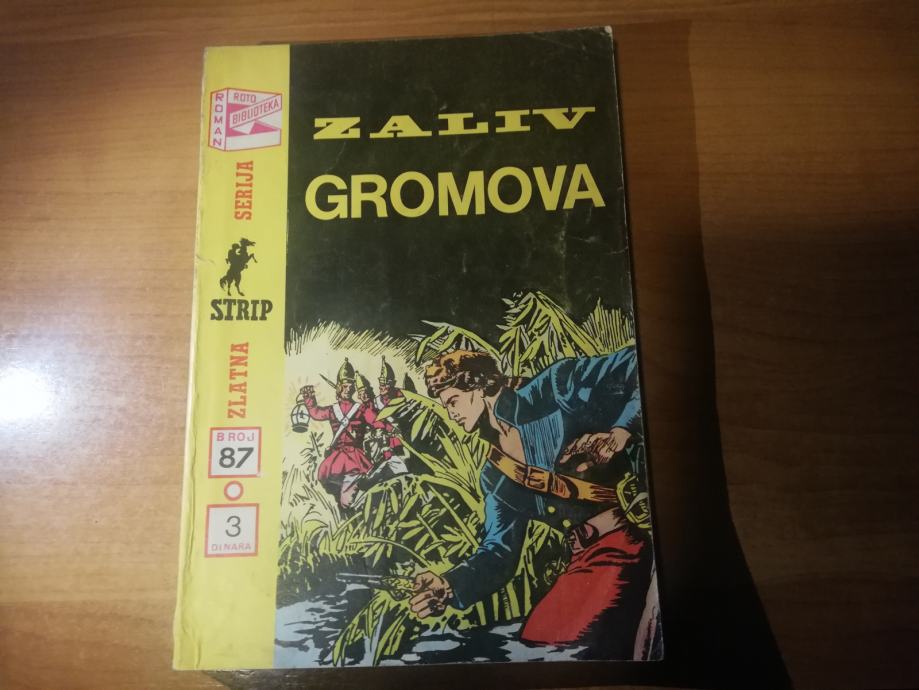 ROMAN
ROTO
BIBLIOTEKA
ZLATNA
STRIP
SERIJA
BROJ
87
3
DINARA
ZALIV
GROMOVA